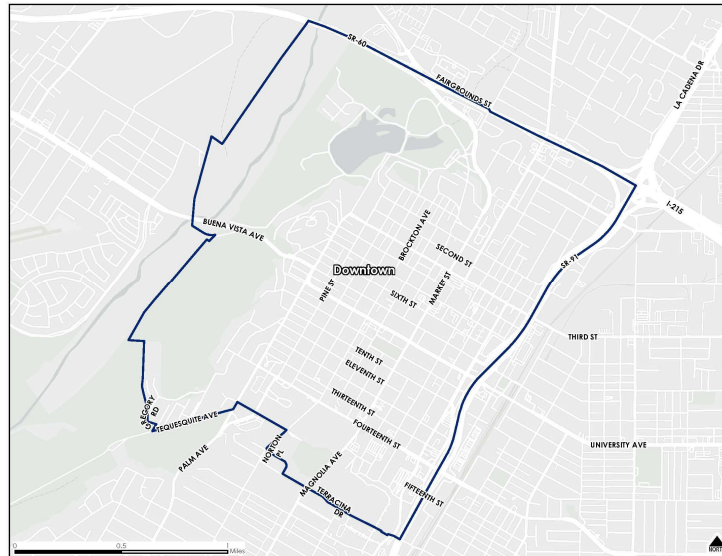 SR-60
FAIRGROUNDS ST
LA CADENA DR
I-215
BUENA VISTA AVE
BROCKTON AVE
SECOND ST
SR-91
Downtown
PINE ST
SIXTH ST
MARKET ST
THIRD ST
TENTH ST
ELEVENTH ST
GREGORY RD
THIRTEENTH ST
TEQUESQUITE AVE
FOURTEENTH ST
UNIVERSITY AVE
PALM AVE
NORTON PL
MAGNOLIA AVE
FIFTEENTH ST
TERRACINA DR
0 0.5 1
Miles